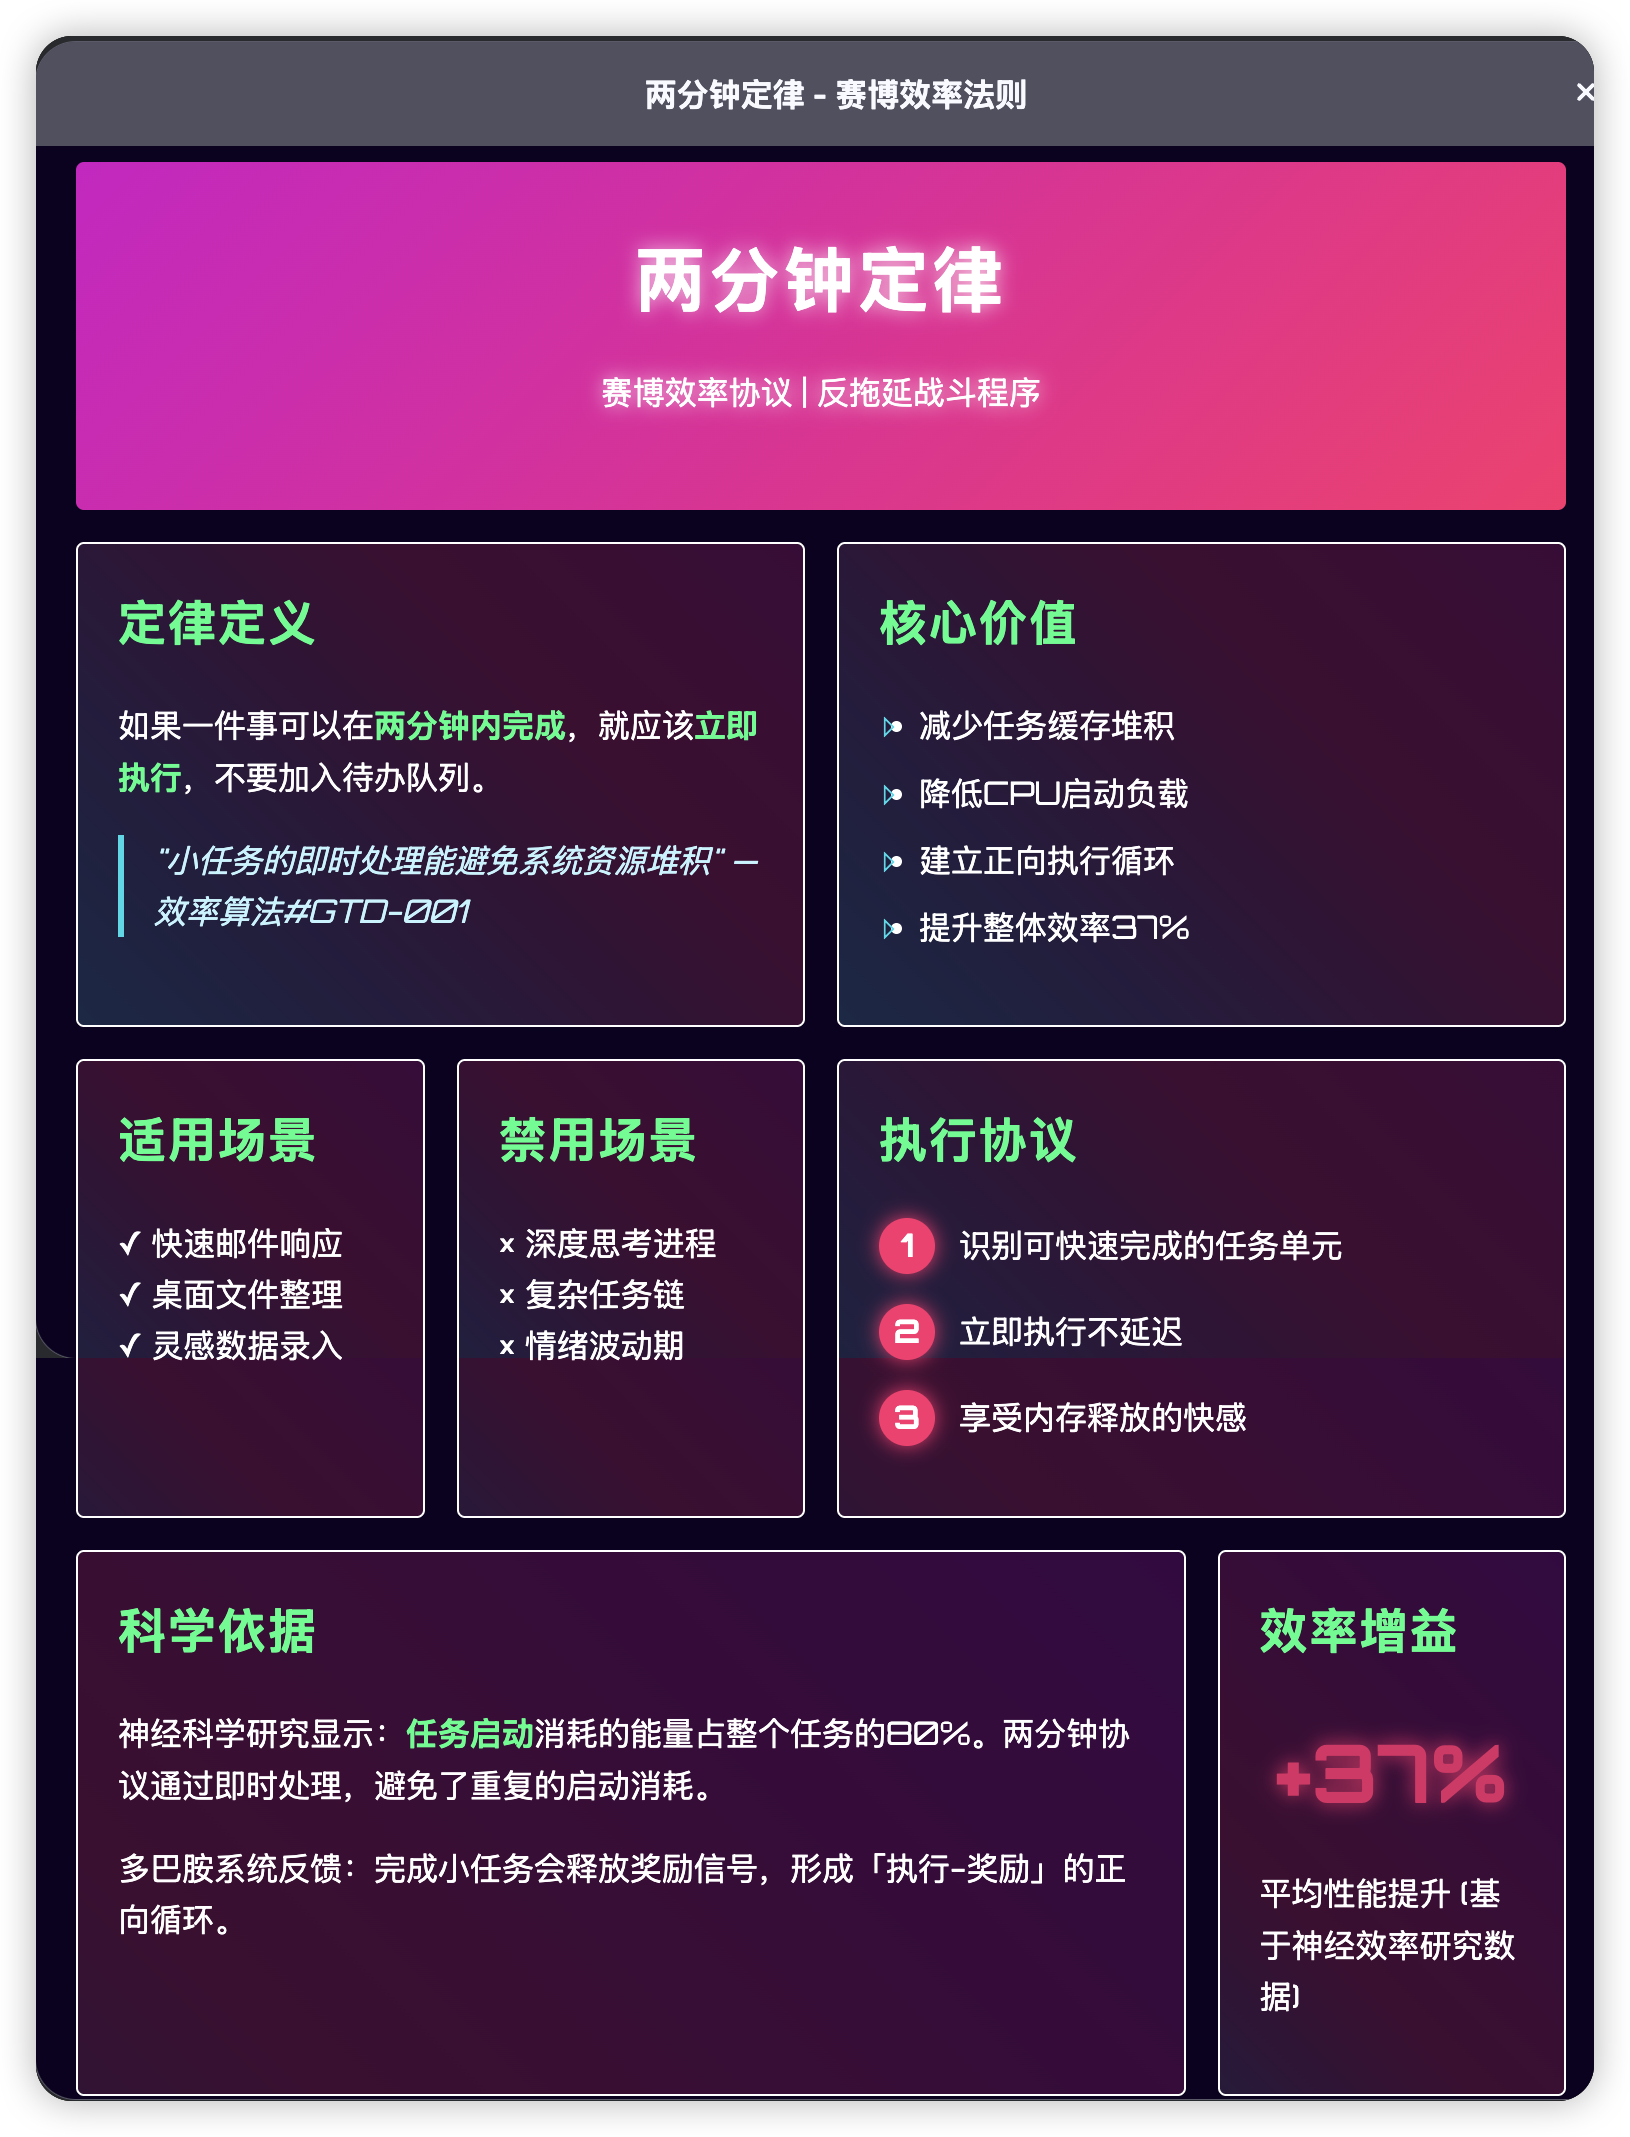 两分钟定律 - 赛博效率法则
×
两分钟定律
赛博效率协议 | 反拖延战斗程序
定律定义
如果一件事可以在两分钟内完成，就应该立即
执行，不要加入待办队列。
"小任务的即时处理能避免系统资源堆积" —
效率算法#GTD-001
核心价值
减少任务缓存堆积
降低CPU启动负载
建立正向执行循环
提升整体效率37%
适用场景
✓ 快速邮件响应
✓ 桌面文件整理
✓ 灵感数据录入
禁用场景
x 深度思考进程
x 复杂任务链
x 情绪波动期
执行协议
1 识别可快速完成的任务单元
2 立即执行不延迟
3 享受内存释放的快感
科学依据
神经科学研究显示：任务启动消耗的能量占整个任务的80%。两分钟协
议通过即时处理，避免了重复的启动消耗。
多巴胺系统反馈：完成小任务会释放奖励信号，形成「执行-奖励」的正
向循环。
效率增益
+37%
平均性能提升 (基
于神经效率研究数
据)